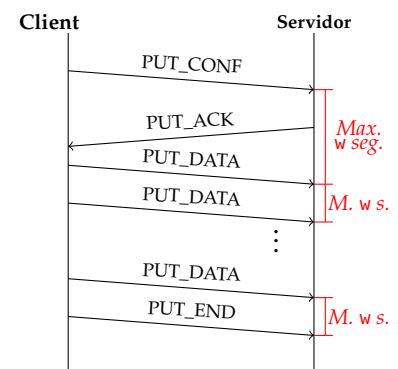 Client Servidor
PUT_CONF
PUT_ACK
Max.
w seg.
PUT_DATA
PUT_DATA
M. w s.
PUT_DATA
PUT_END
M. w s.